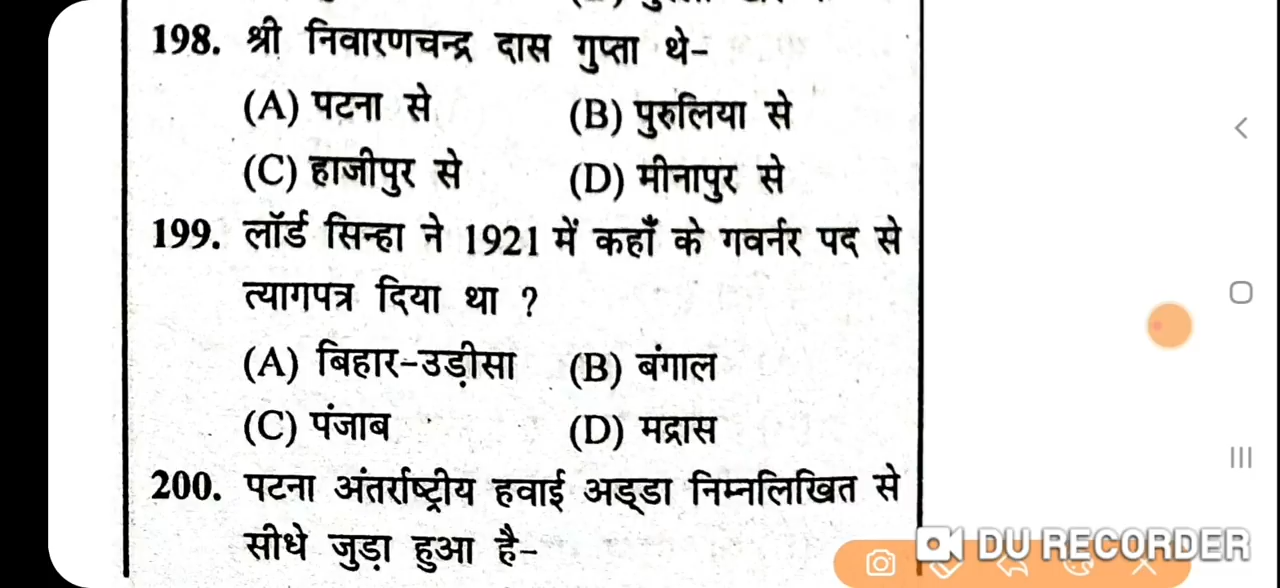 198. श्री निवारणचन्द्र दास गुप्ता थे-
(A) पटना से (B) पुरुलिया से
(C) हाजीपुर से (D) मीनापुर से
199. लॉर्ड सिन्हा ने 1921 में कहाँ के गवर्नर पद से
त्यागपत्र दिया था ?
(A) बिहार-उड़ीसा (B) बंगाल
(C) पंजाब (D) मद्रास
200. पटना अंतर्राष्ट्रीय हवाई अड्डा निम्नलिखित से
सीधे जुड़ा हुआ है-
DU RECORDER